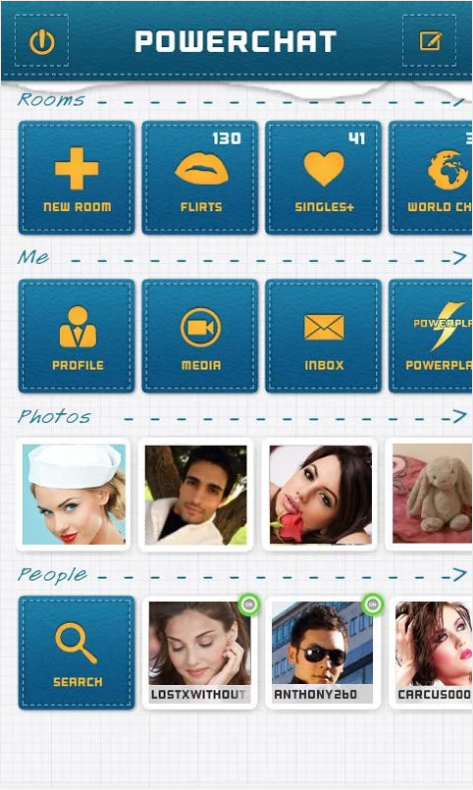 POWERCHAT
Rooms
130
41
3
NEW ROOM
FLIRTS
SINGLES+
WORLD CH
Me
POWERPLA
PROFILE
MEDIA
INBOX
POWERPLA
Photos
People
ON
ON
SEARCH
LOSTXWITHOUT
ANTHONY260
CARCUS000